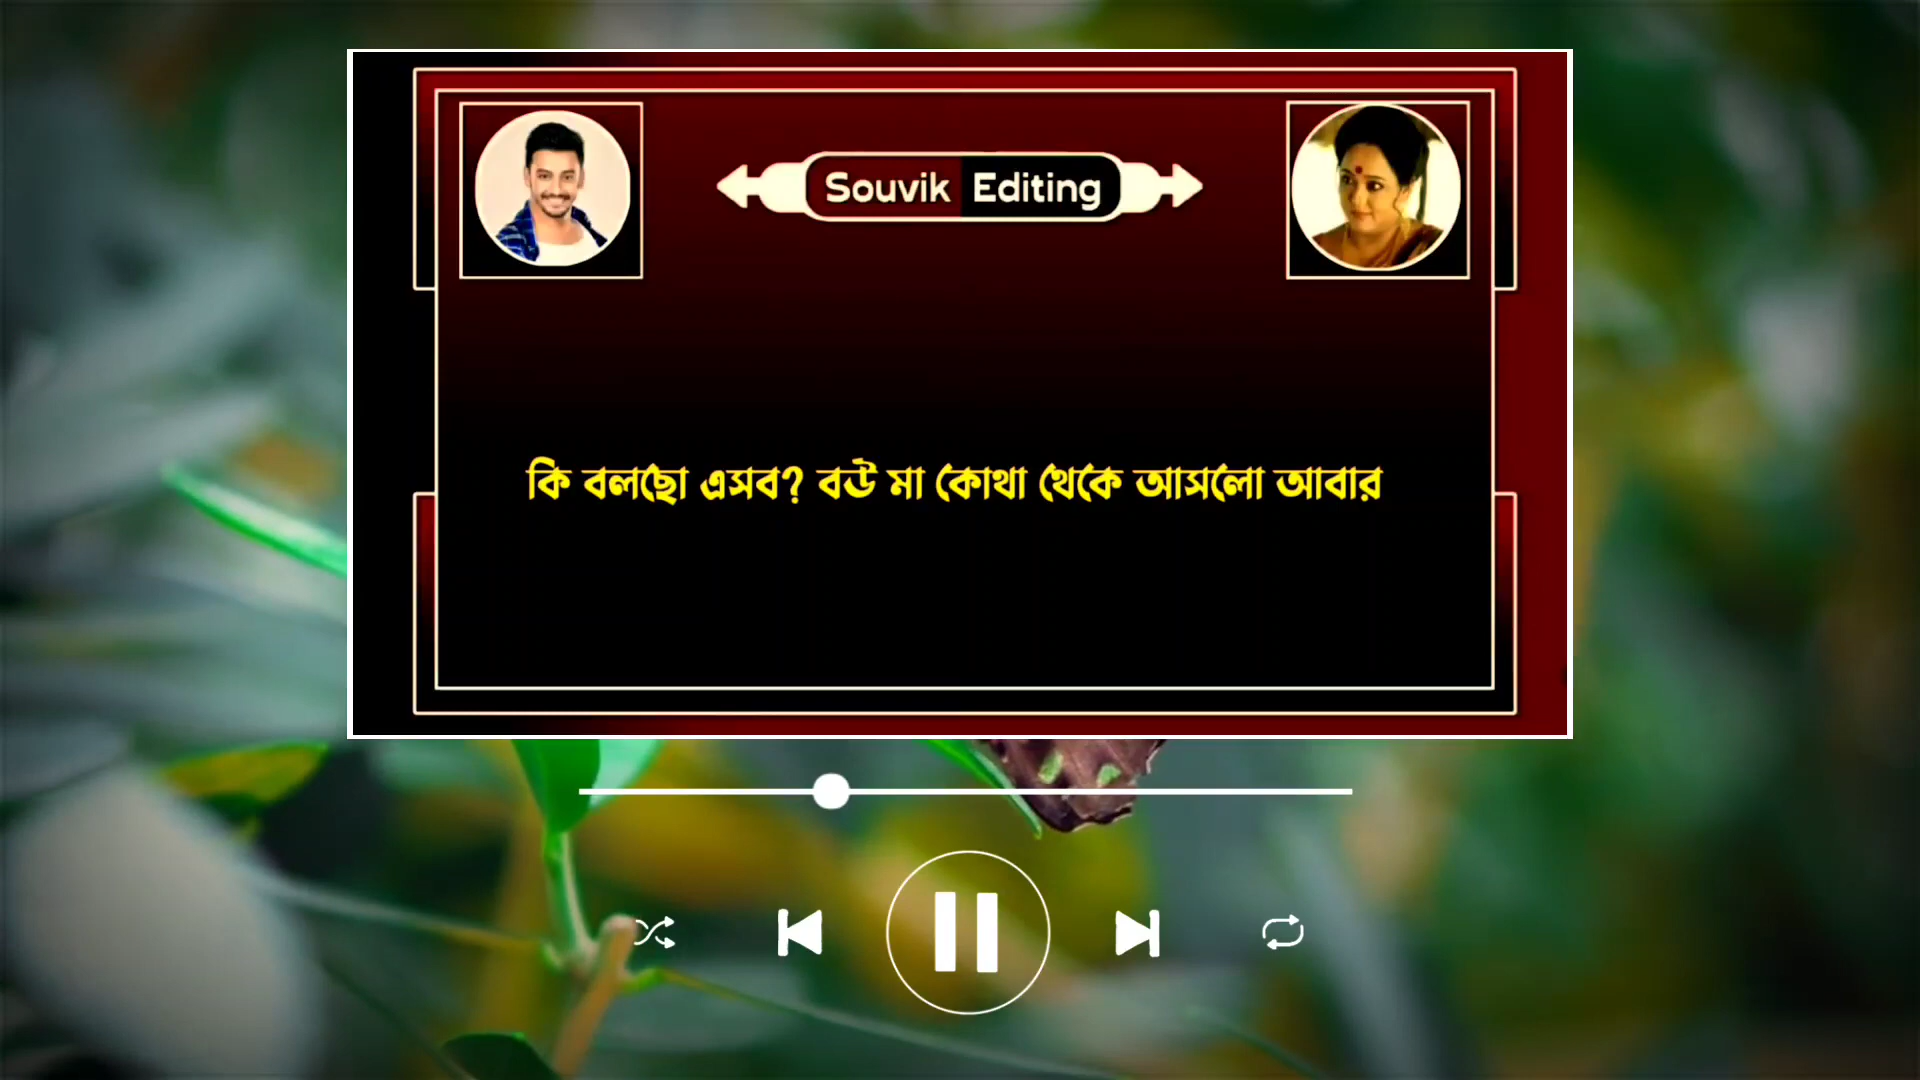 Souvik Editing
কি বলছো এসব? বউ মা কোথা থেকে আসলো আবার